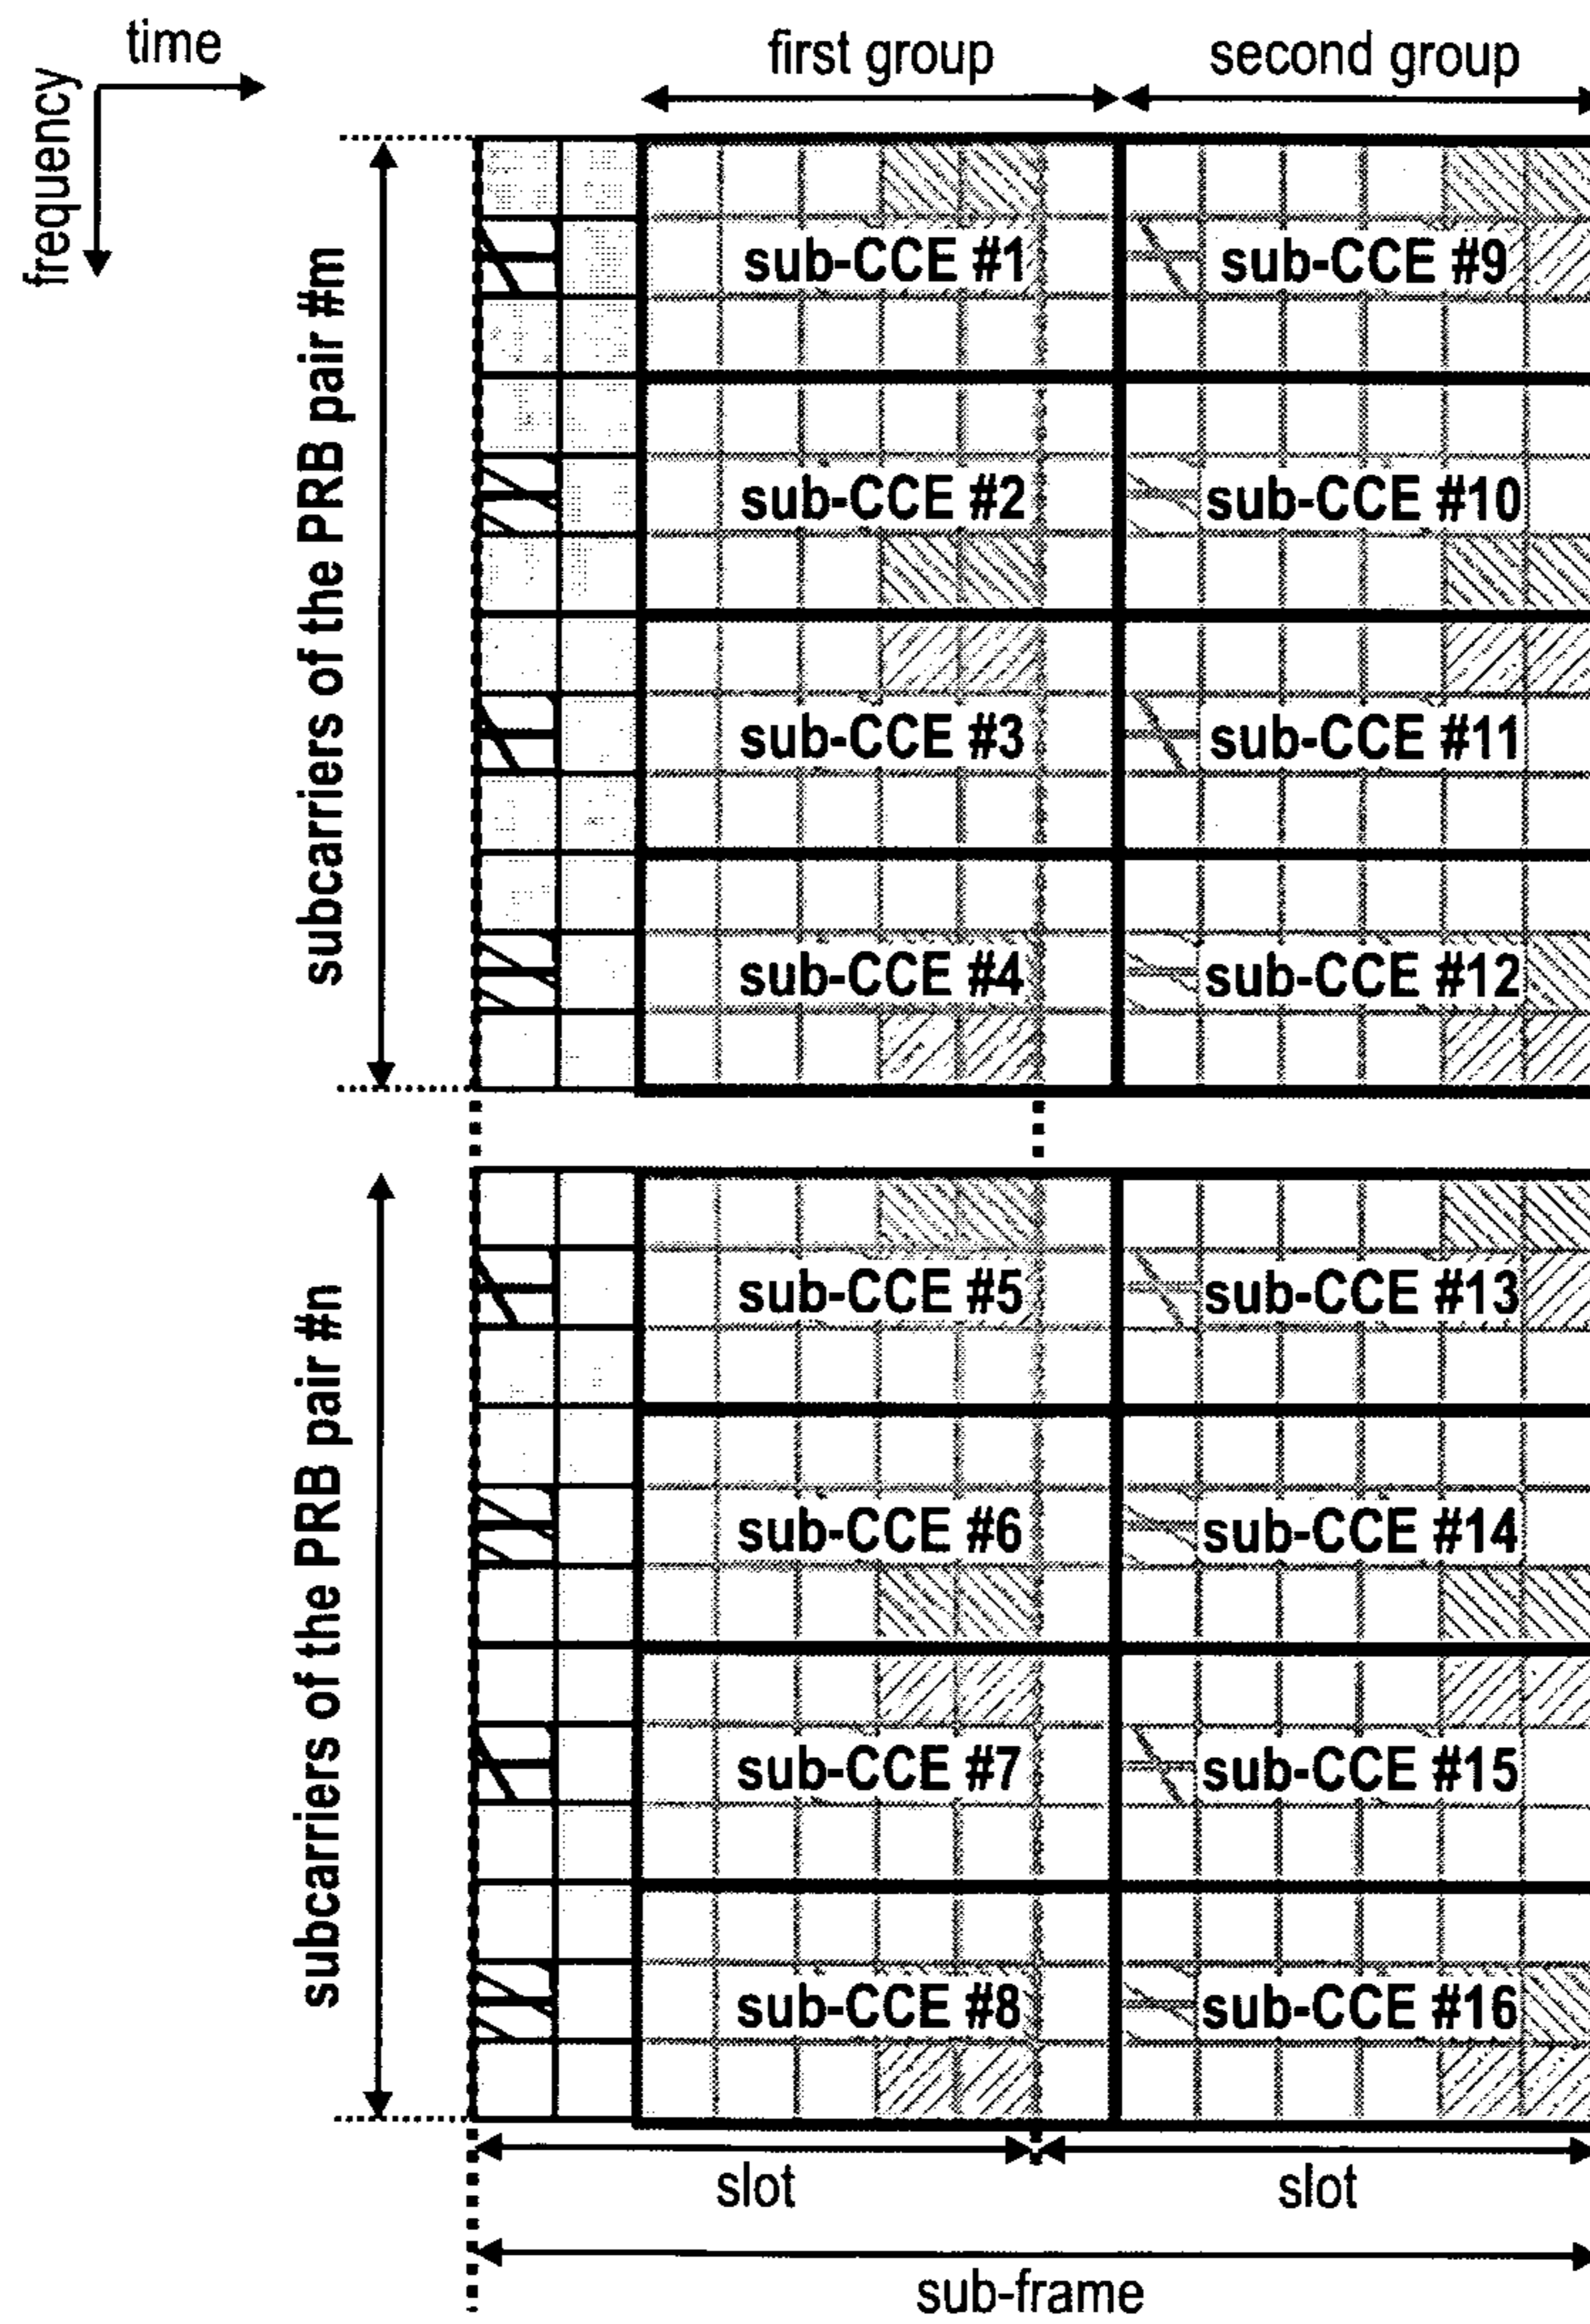 time
first group
second group
frequency
subcarriers of the PRB pair #m
sub-CCE #1
sub-CCE #9
sub-CCE #2
sub-CCE #10
sub-CCE #3
sub-CCE #11
sub-CCE #4
sub-CCE #12
subcarriers of the PRB pair #n
sub-CCE #5
sub-CCE #13
sub-CCE #6
sub-CCE #14
sub-CCE #7
sub-CCE #15
sub-CCE #8
sub-CCE #16
slot
slot
sub-frame